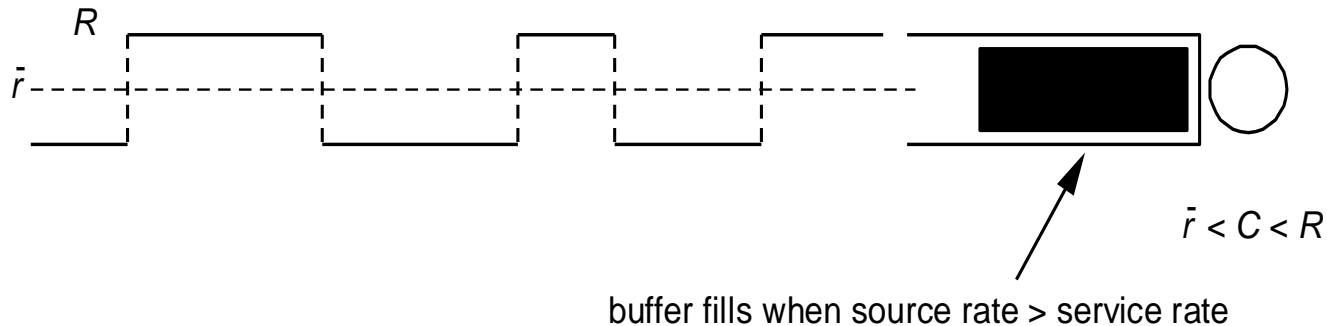 R
r̄
r̄ < C < R
buffer fills when source rate > service rate